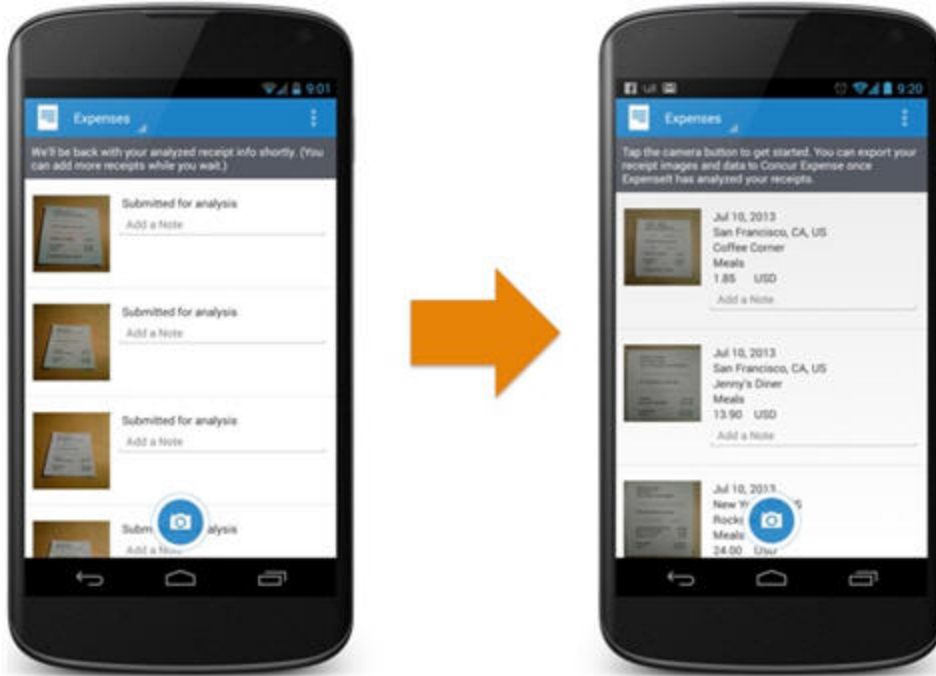 9:01
Expenses
We'll be back with your analyzed receipt info shortly. (You
can add more receipts while you wait.)
Submitted for analysis
Add a Note
Submitted for analysis
Add a Note
Submitted for analysis
Add a Note
Subm alysis
Add a Note
9:20
Expenses
Tap the camera button to get started. You can export your
receipt images and data to Concur Expense once
ExpenseIt has analyzed your receipts.
Jul 10, 2013
San Francisco, CA, US
Coffee Corner
Meals
1.85 USD
Add a Note
Jul 10, 2013
San Francisco, CA, US
Jenny's Diner
Meals
13.90 USD
Add a Note
Jul 10, 2013
New
Meals
24.00 USD